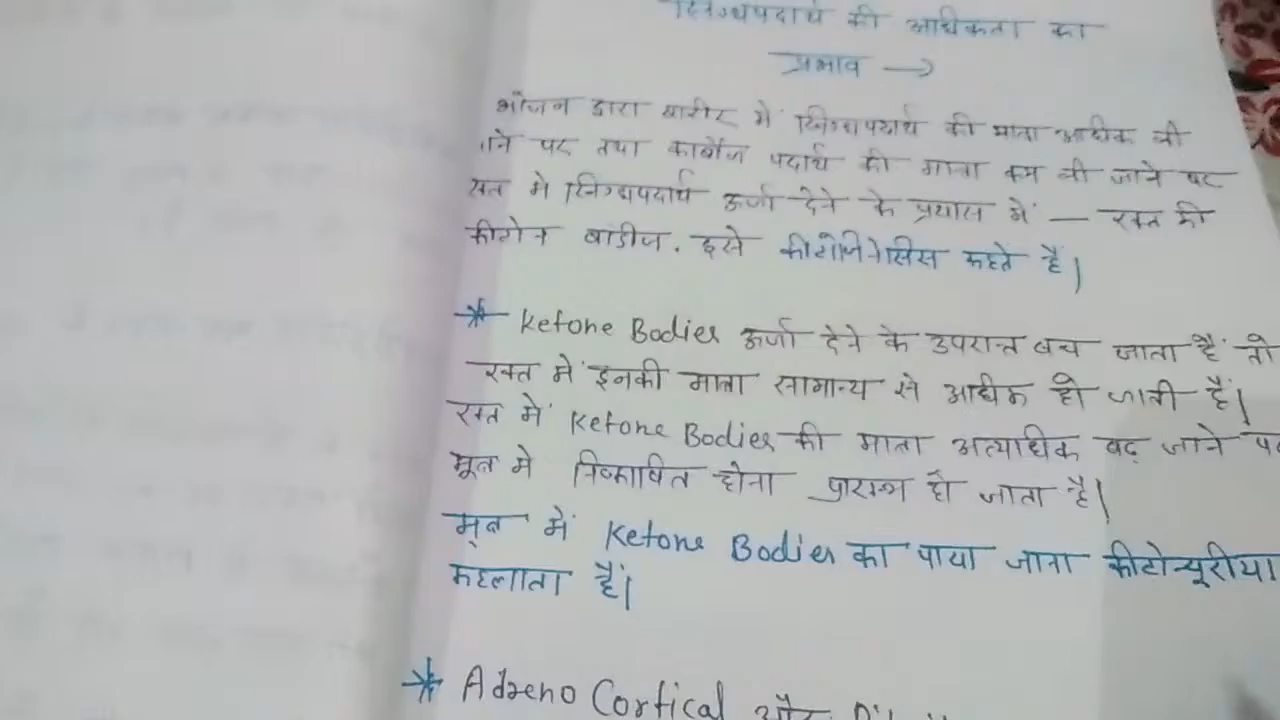 स्निग्धपदार्थ की अधिकता का
प्रभाव →
भोजन द्वारा शरीर में स्निग्धपदार्थ की मात्रा अधिक ली
जाने पर तथा कार्बोज पदार्थ की मात्रा कम ली जाने पर
रक्त में स्निग्धपदार्थ ऊर्जा देने के प्रयास में — रक्त की
कीटोन बाडीज. इसे कीटोजिनेसिस कहते है।
* Ketone Bodies ऊर्जा देने के उपरान्त बच जाता हैं तो
रक्त में इनकी मात्रा सामान्य से अधिक हो जाती हैं।
रक्त में Ketone Bodies की मात्रा अत्याधिक बढ़ जाने पर
मूत्र मे निष्कासित होना प्रारम्भ हो जाता है।
मूत्र में Ketone Bodies का पाया जाना कीटोन्यूरीया
कहलाता हैं।
* Adreno Cortical और